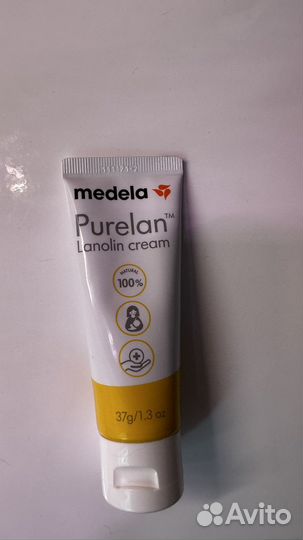 medela
Purelan™
Lanolin cream
NATURAL
100%
37g/1.3 oz
Avito